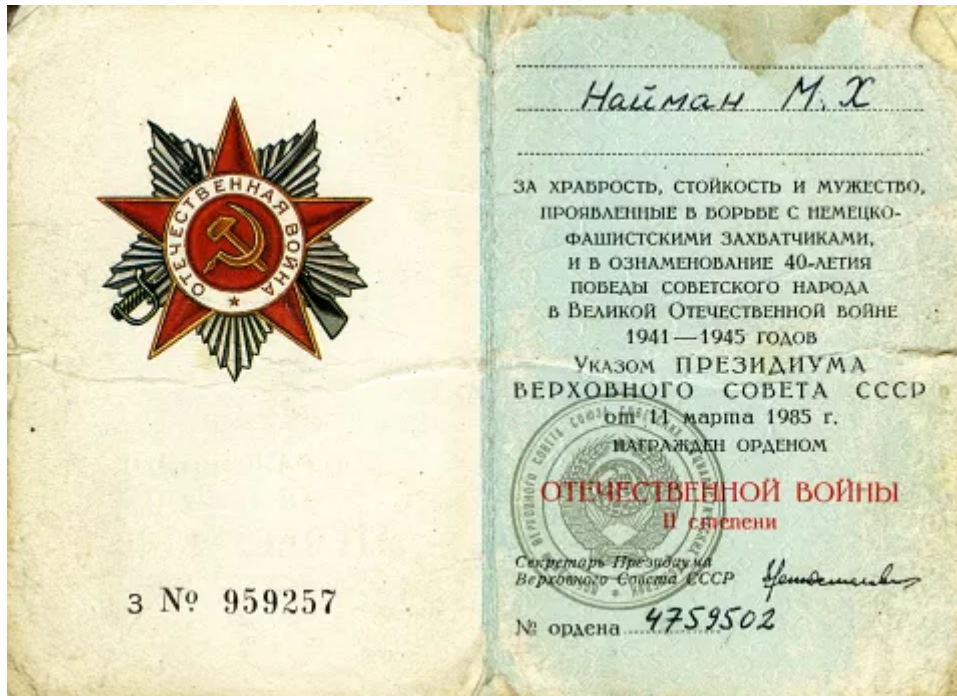 ОТЕЧЕСТВЕННАЯ ВОЙНА
З № 959257
Найман М.Х
ЗА ХРАБРОСТЬ, СТОЙКОСТЬ И МУЖЕСТВО,
ПРОЯВЛЕННЫЕ В БОРЬБЕ С НЕМЕЦКО-
ФАШИСТСКИМИ ЗАХВАТЧИКАМИ,
И В ОЗНАМЕНОВАНИЕ 40-ЛЕТИЯ
ПОБЕДЫ СОВЕТСКОГО НАРОДА
В ВЕЛИКОЙ ОТЕЧЕСТВЕННОЙ ВОЙНЕ
1941—1945 ГОДОВ
УКАЗОМ ПРЕЗИДИУМА
ВЕРХОВНОГО СОВЕТА СССР
от 11 марта 1985 г.
НАГРАЖДЕН ОРДЕНОМ
ОТЕЧЕСТВЕННОЙ ВОЙНЫ
II степени
Секретарь Президиума
Верховного Совета СССР
№ ордена 4759502